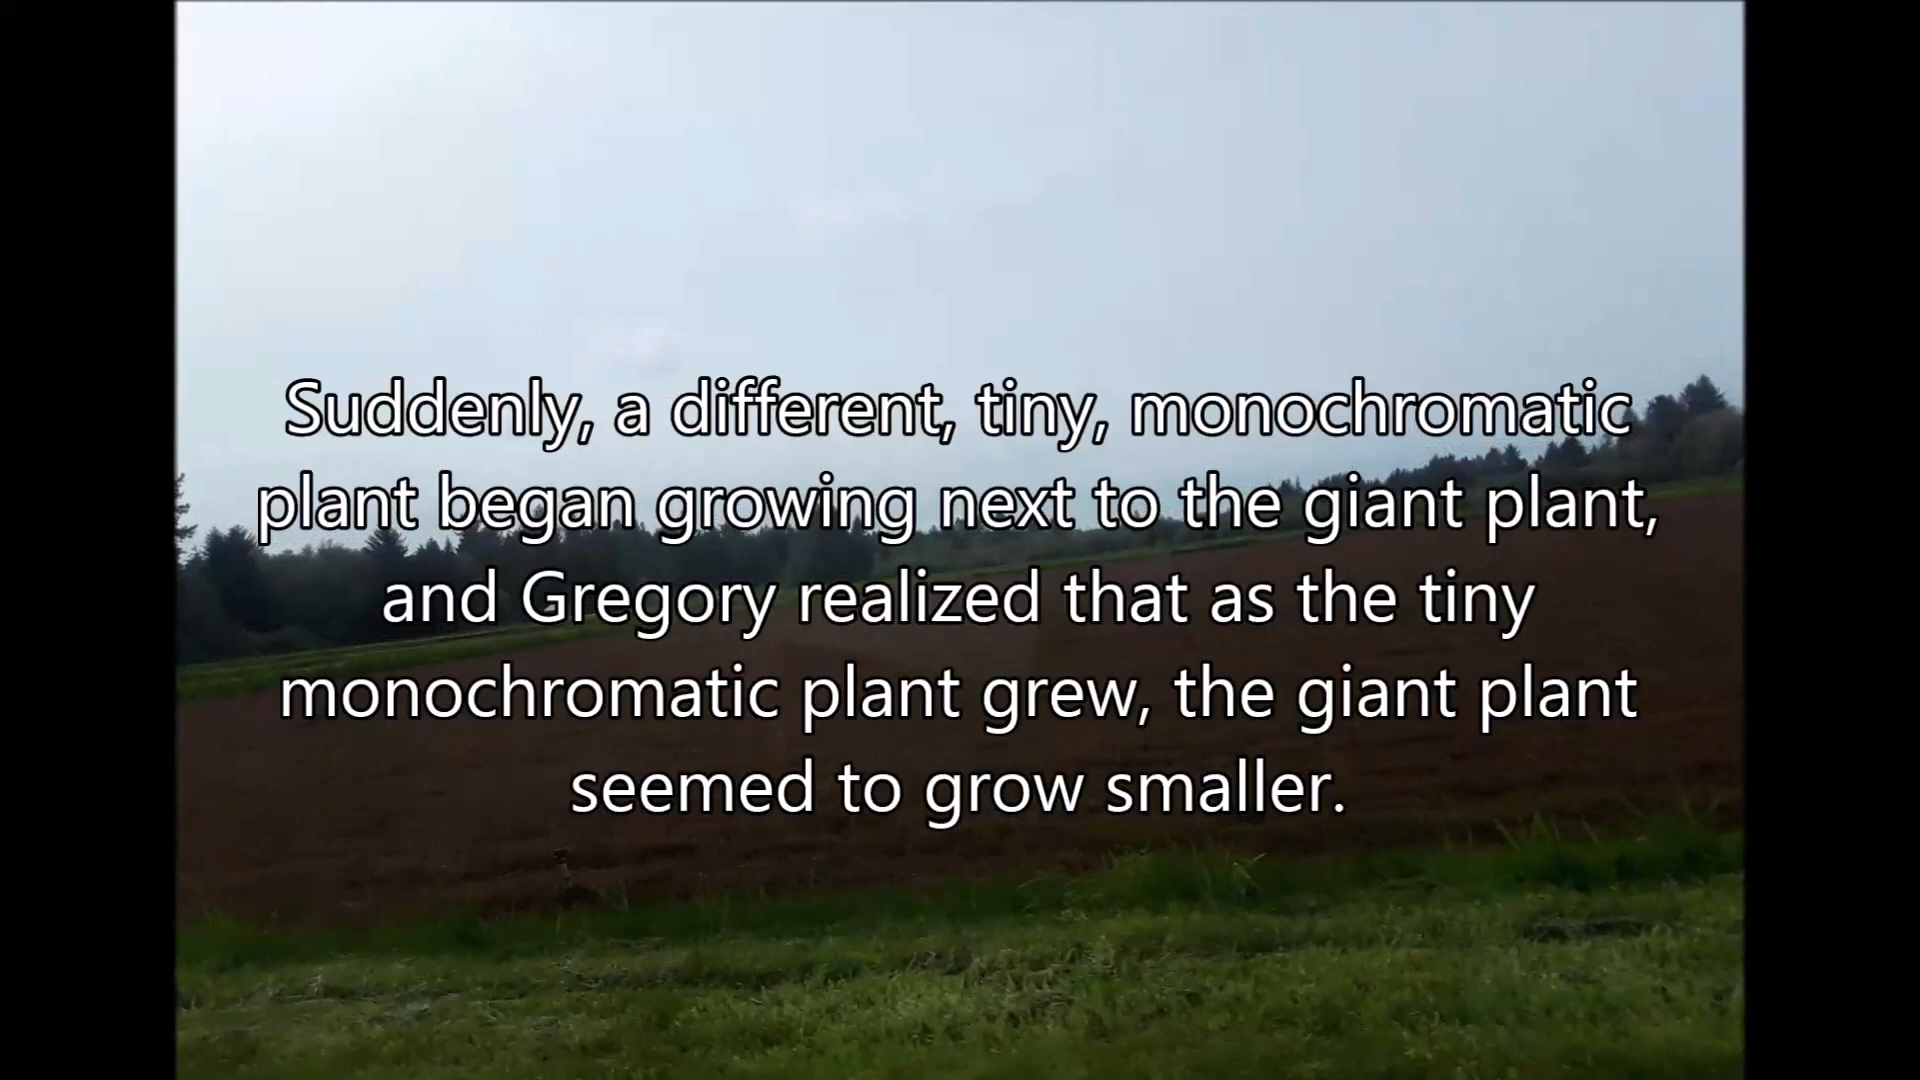 Suddenly, a different, tiny, monochromatic
plant began growing next to the giant plant,
and Gregory realized that as the tiny
monochromatic plant grew, the giant plant
seemed to grow smaller.